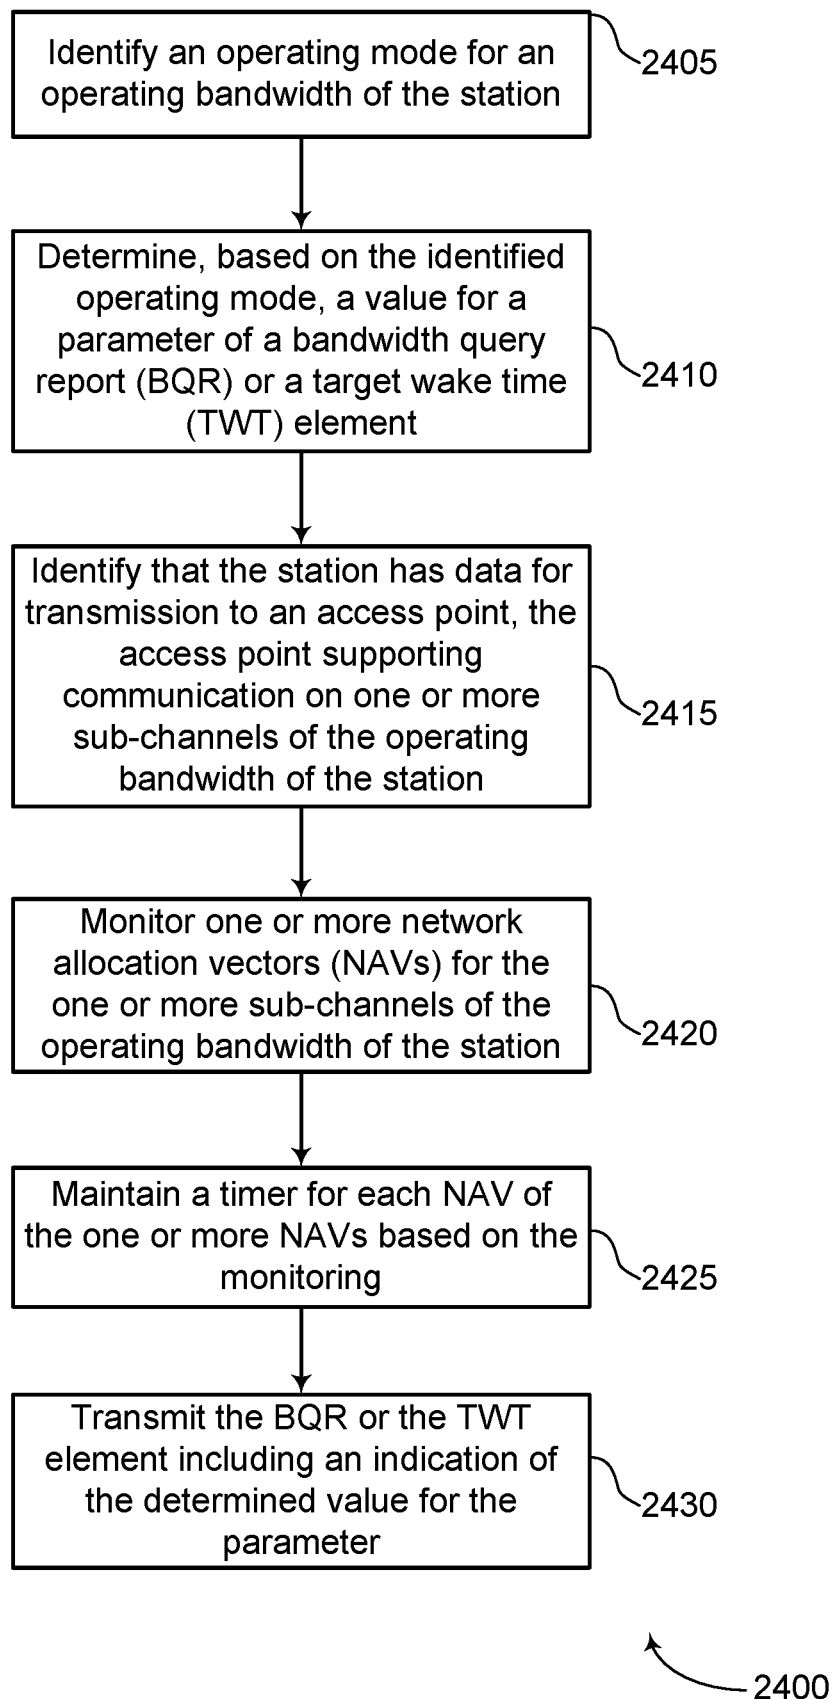 Identify an operating mode for an
operating bandwidth of the station
2405
Determine, based on the identified
operating mode, a value for a
parameter of a bandwidth query
report (BQR) or a target wake time
(TWT) element
2410
Identify that the station has data for
transmission to an access point, the
access point supporting
communication on one or more
sub-channels of the operating
bandwidth of the station
2415
Monitor one or more network
allocation vectors (NAVs) for the
one or more sub-channels of the
operating bandwidth of the station
2420
Maintain a timer for each NAV of
the one or more NAVs based on the
monitoring
2425
Transmit the BQR or the TWT
element including an indication of
the determined value for the
parameter
2430
2400